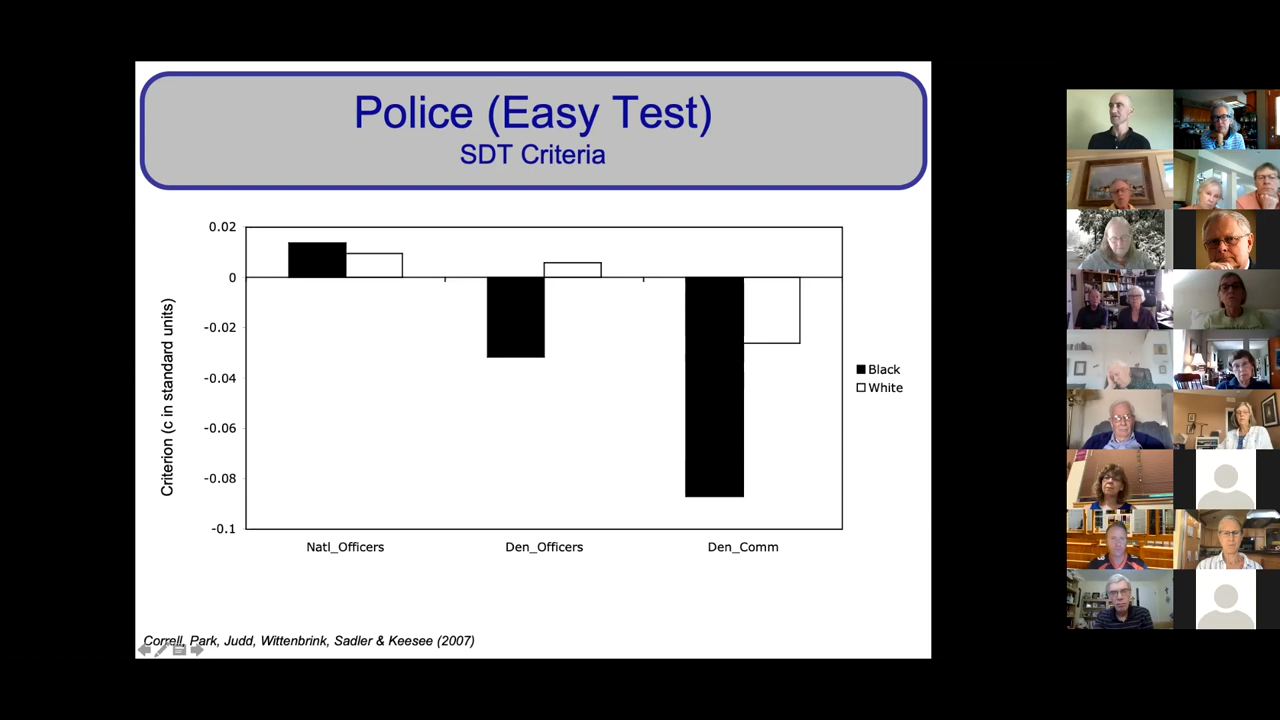 Police (Easy Test)
SDT Criteria
0.02
0
-0.02
-0.04
-0.06
-0.08
-0.1
Criterion (c in standard units)
Natl_Officers
Den_Officers
Den_Comm
Black
White
Correll, Park, Judd, Wittenbrink, Sadler & Keesee (2007)